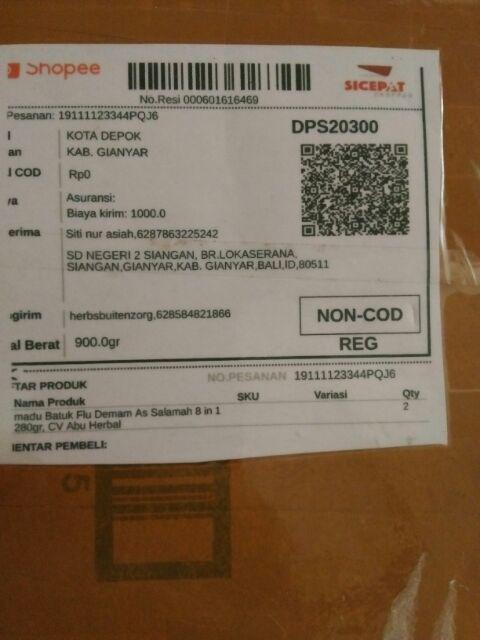 Shopee
SICEPAT
No.Resi 000601616469
Pesanan: 19111123344PQJ6
DPS20300
KOTA DEPOK
an KAB. GIANYAR
COD Rp0
Asuransi:
Biaya kirim: 1000.0
erima Siti nur asiah,6287863225242
SD NEGERI 2 SIANGAN, BR.LOKASERANA,
SIANGAN,GIANYAR,KAB. GIANYAR,BALI,ID,80511
girim herbsbuitenzorg,628584821866
NON-COD
al Berat 900.0gr
REG
NO.PESANAN 19111123344PQJ6
TAR PRODUK
Nama Produk SKU Variasi Qty
madu Batuk Flu Demam As Salamah 8 in 1 2
280gr, CV Abu Herbal
ENTAR PEMBELI:
5